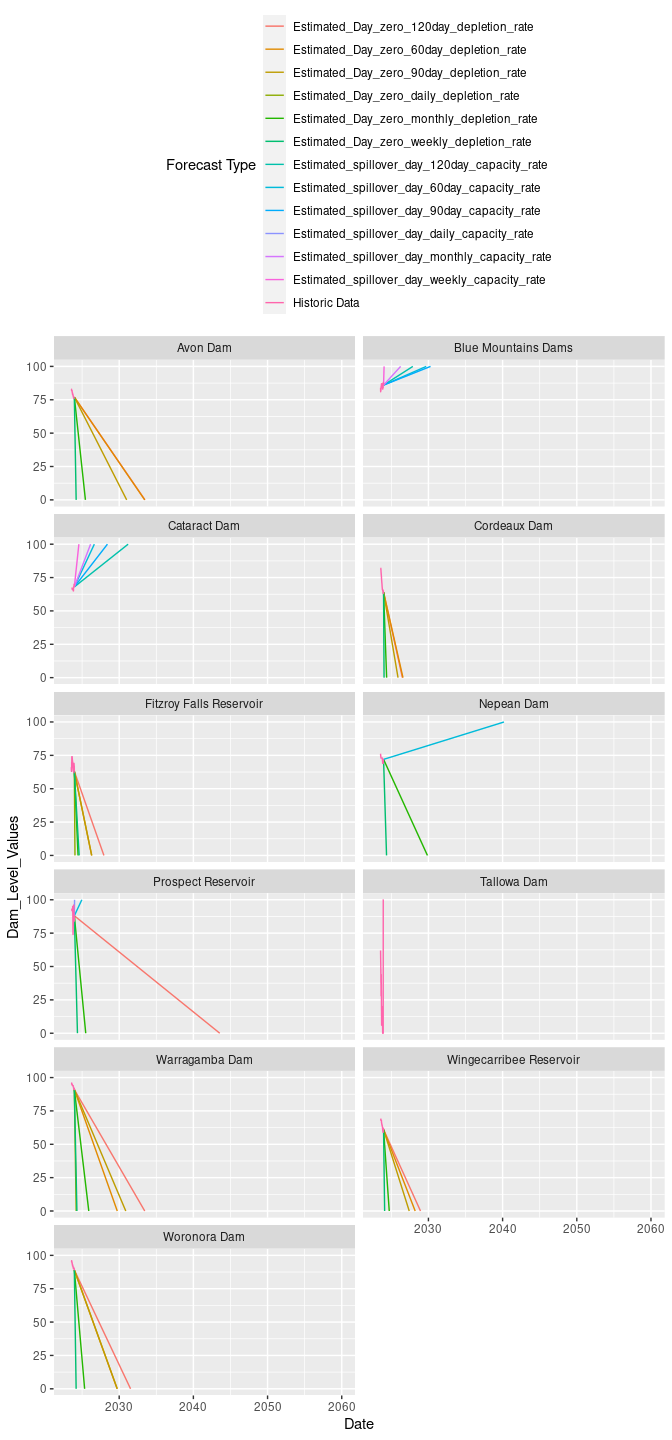 Forecast Type
Estimated_Day_zero_120day_depletion_rate
Estimated_Day_zero_60day_depletion_rate
Estimated_Day_zero_90day_depletion_rate
Estimated_Day_zero_daily_depletion_rate
Estimated_Day_zero_monthly_depletion_rate
Estimated_Day_zero_weekly_depletion_rate
Estimated_spillover_day_120day_capacity_rate
Estimated_spillover_day_60day_capacity_rate
Estimated_spillover_day_90day_capacity_rate
Estimated_spillover_day_daily_capacity_rate
Estimated_spillover_day_monthly_capacity_rate
Estimated_spillover_day_weekly_capacity_rate
Historic Data
Dam_Level_Values
Avon Dam
Blue Mountains Dams
100
75
50
25
0
Cataract Dam
Cordeaux Dam
100
75
50
25
0
Fitzroy Falls Reservoir
Nepean Dam
100
75
50
25
0
Prospect Reservoir
Tallowa Dam
100
75
50
25
0
Warragamba Dam
Wingecarribee Reservoir
100
75
50
25
0
2030 2040 2050 2060
Woronora Dam
100
75
50
25
0
2030 2040 2050 2060
Date